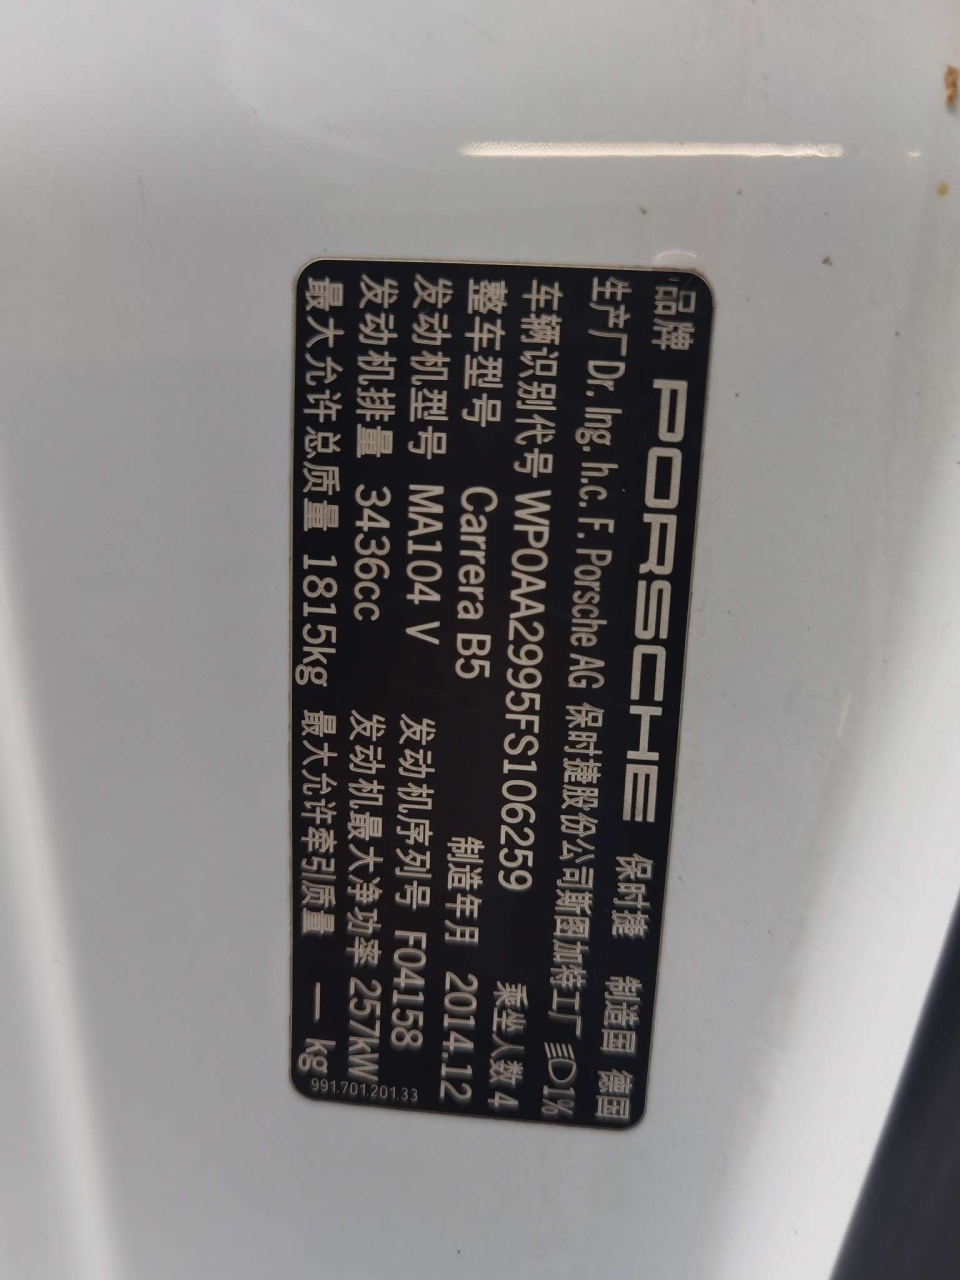 品牌 PORSCHE 保时捷 制造国 德国
生产厂Dr. Ing. h.c. F. Porsche AG 保时捷股份公司斯图加特工厂 1%
车辆识别代号 WP0AA2995FS106259 乘坐人数 4
整车型号 Carrera B5 制造年月 2014.12
发动机型号 MA104 V 发动机序列号 F04158
发动机排量 3436cc 发动机最大净功率 257kW
最大允许总质量 1815kg 最大允许牵引质量 — kg
991.701.201.33